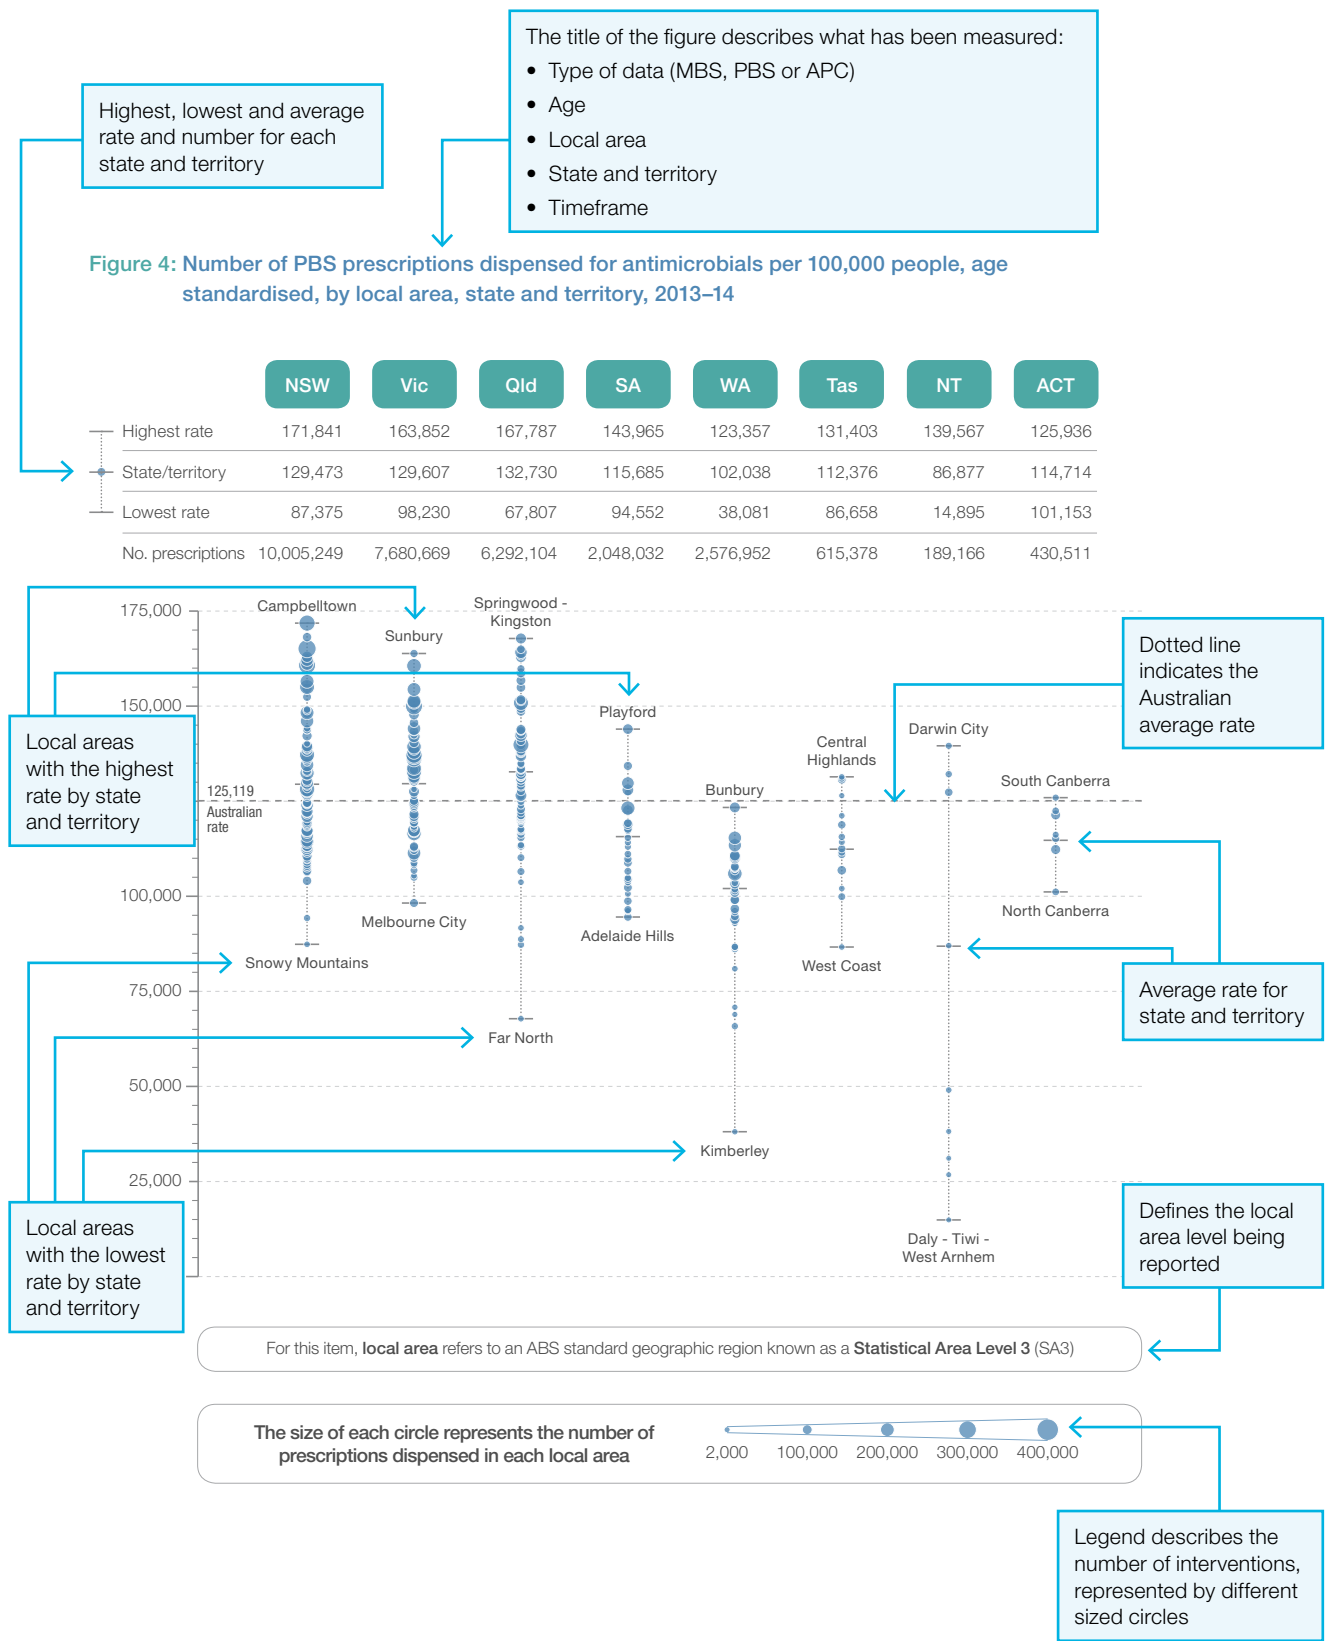 The title of the figure describes what has been measured:
• Type of data (MBS, PBS or APC)
• Age
• Local area
• State and territory
• Timeframe
Highest, lowest and average
rate and number for each
state and territory
Figure 4: Number of PBS prescriptions dispensed for antimicrobials per 100,000 people, age
standardised, by local area, state and territory, 2013–14
NSW Vic Qld SA WA Tas NT ACT
Highest rate 171,841 163,852 167,787 143,965 123,357 131,403 139,567 125,936
State/territory 129,473 129,607 132,730 115,685 102,038 112,376 86,877 114,714
Lowest rate 87,375 98,230 67,807 94,552 38,081 86,658 14,895 101,153
No. prescriptions 10,005,249 7,680,669 6,292,104 2,048,032 2,576,952 615,378 189,166 430,511
175,000
150,000
125,119
Australian
rate
100,000
75,000
50,000
25,000
Campbelltown
Snowy Mountains
Sunbury
Melbourne City
Springwood -
Kingston
Far North
Playford
Adelaide Hills
Bunbury
Kimberley
Central
Highlands
West Coast
Darwin City
Daly - Tiwi -
West Arnhem
South Canberra
North Canberra
Local areas
with the highest
rate by state
and territory
Dotted line
indicates the
Australian
average rate
Average rate for
state and territory
Local areas
with the lowest
rate by state
and territory
Defines the local
area level being
reported
For this item, local area refers to an ABS standard geographic region known as a Statistical Area Level 3 (SA3)
The size of each circle represents the number of
prescriptions dispensed in each local area
2,000 100,000 200,000 300,000 400,000
Legend describes the
number of interventions,
represented by different
sized circles